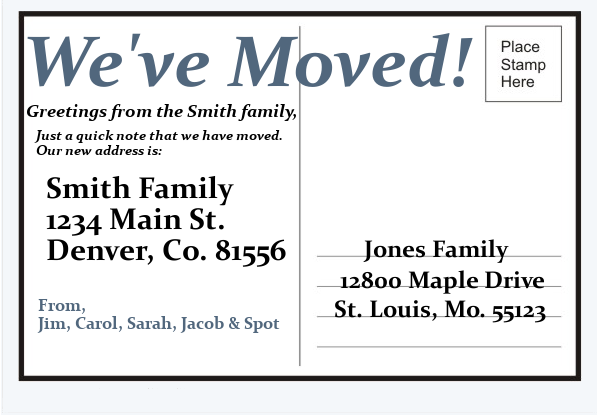 We've Moved!
Place
Stamp
Here
Greetings from the Smith family,
Just a quick note that we have moved.
Our new address is:
Smith Family
1234 Main St.
Denver, Co. 81556
From,
Jim, Carol, Sarah, Jacob & Spot
Jones Family
12800 Maple Drive
St. Louis, Mo. 55123